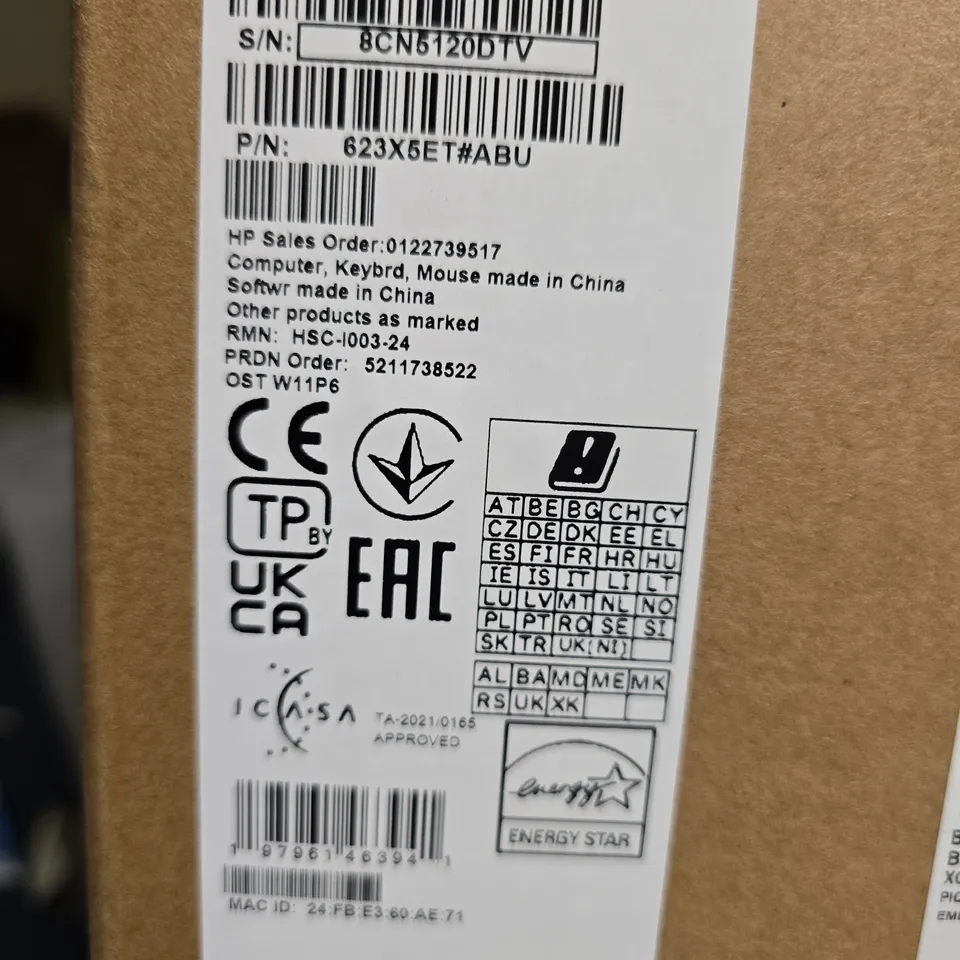 S/N: 8CN5120DTV
P/N: 623X5ET#ABU
HP Sales Order:0122739517
Computer, Keybrd, Mouse made in China
Softwr made in China
Other products as marked
RMN: HSC-I003-24
PRDN Order: 5211738522
OST W11P6
CE
TP BY
UK
CA
EAC
AT BE BG CH CY
CZ DE DK EE EL
ES FI FR HR HU
IE IS IT LI LT
LU LV MT NL NO
PL PT RO SE SI
SK TR UK(NI)
AL BA MD ME MK
RS UK XK
ICASA
TA-2021/0165
APPROVED
energy
ENERGY STAR
1 97961 46394 1
MAC ID: 24:FB:E3:60:AE:71